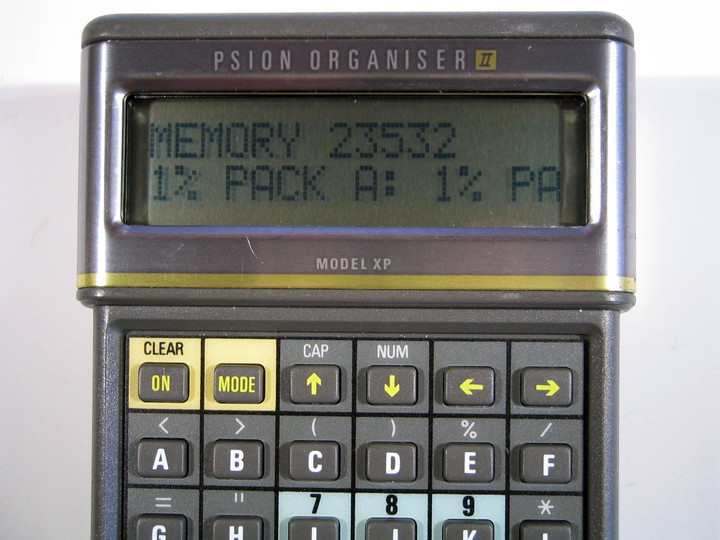 PSION ORGANISER II
MEMORY 23532
1% PACK A: 1% PA
MODEL XP
CLEAR CAP NUM
ON MODE ↑ ↓ ← →
< > ( ) % /
A B C D E F
= " 7 8 9 *
G H I J K L